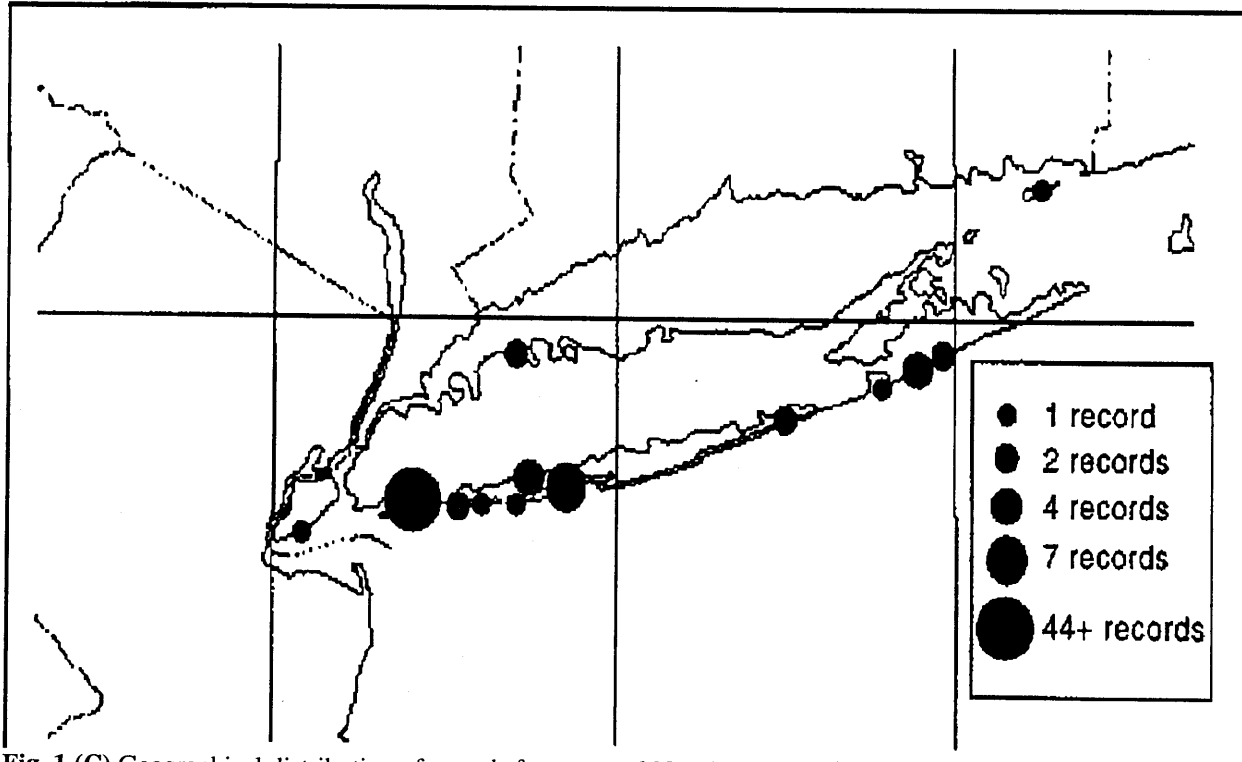 1 record
2 records
4 records
7 records
44+ records
Fig. 1 (C) Geographical distribution of records